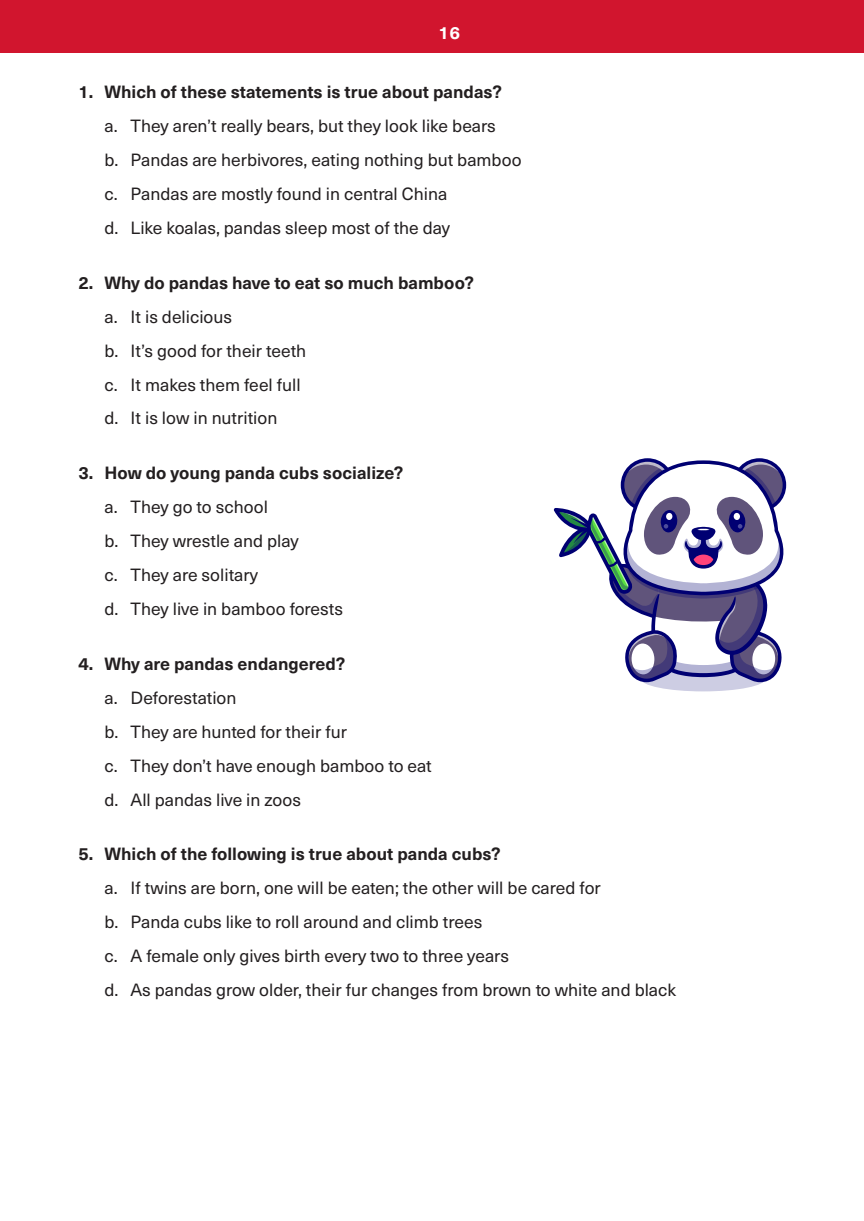 16
1. Which of these statements is true about pandas?
a. They aren’t really bears, but they look like bears
b. Pandas are herbivores, eating nothing but bamboo
c. Pandas are mostly found in central China
d. Like koalas, pandas sleep most of the day
2. Why do pandas have to eat so much bamboo?
a. It is delicious
b. It’s good for their teeth
c. It makes them feel full
d. It is low in nutrition
3. How do young panda cubs socialize?
a. They go to school
b. They wrestle and play
c. They are solitary
d. They live in bamboo forests
4. Why are pandas endangered?
a. Deforestation
b. They are hunted for their fur
c. They don’t have enough bamboo to eat
d. All pandas live in zoos
5. Which of the following is true about panda cubs?
a. If twins are born, one will be eaten; the other will be cared for
b. Panda cubs like to roll around and climb trees
c. A female only gives birth every two to three years
d. As pandas grow older, their fur changes from brown to white and black